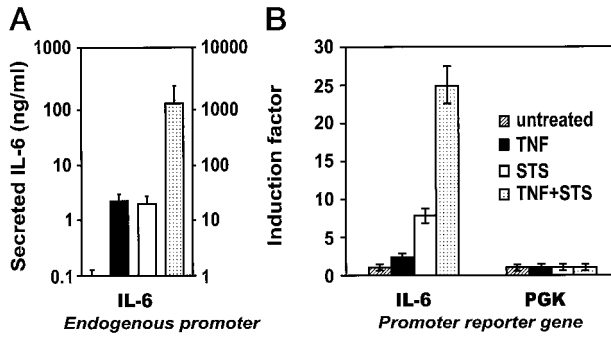 A
B
Secreted IL-6 (ng/ml)
1000
100
10
1
0.1
10000
1000
100
10
1
IL-6
Endogenous promoter
Induction factor
30
25
20
15
10
5
0
untreated
TNF
STS
TNF+STS
IL-6
PGK
Promoter reporter gene